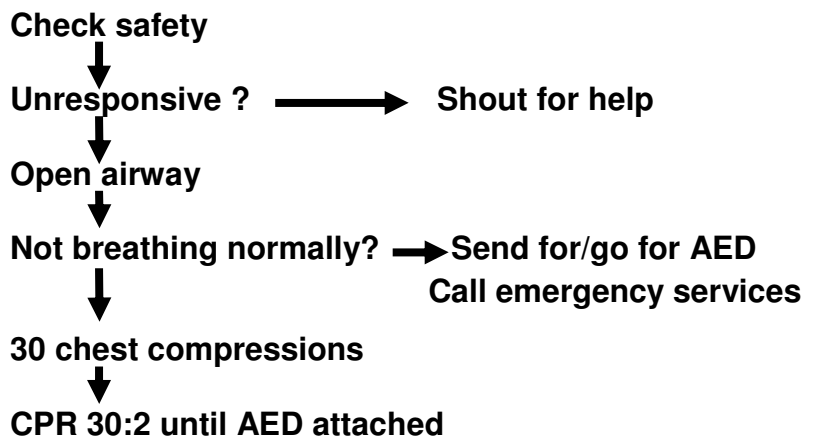 Check safety
Unresponsive ? Shout for help
Open airway
Not breathing normally? Send for/go for AED
Call emergency services
30 chest compressions
CPR 30:2 until AED attached